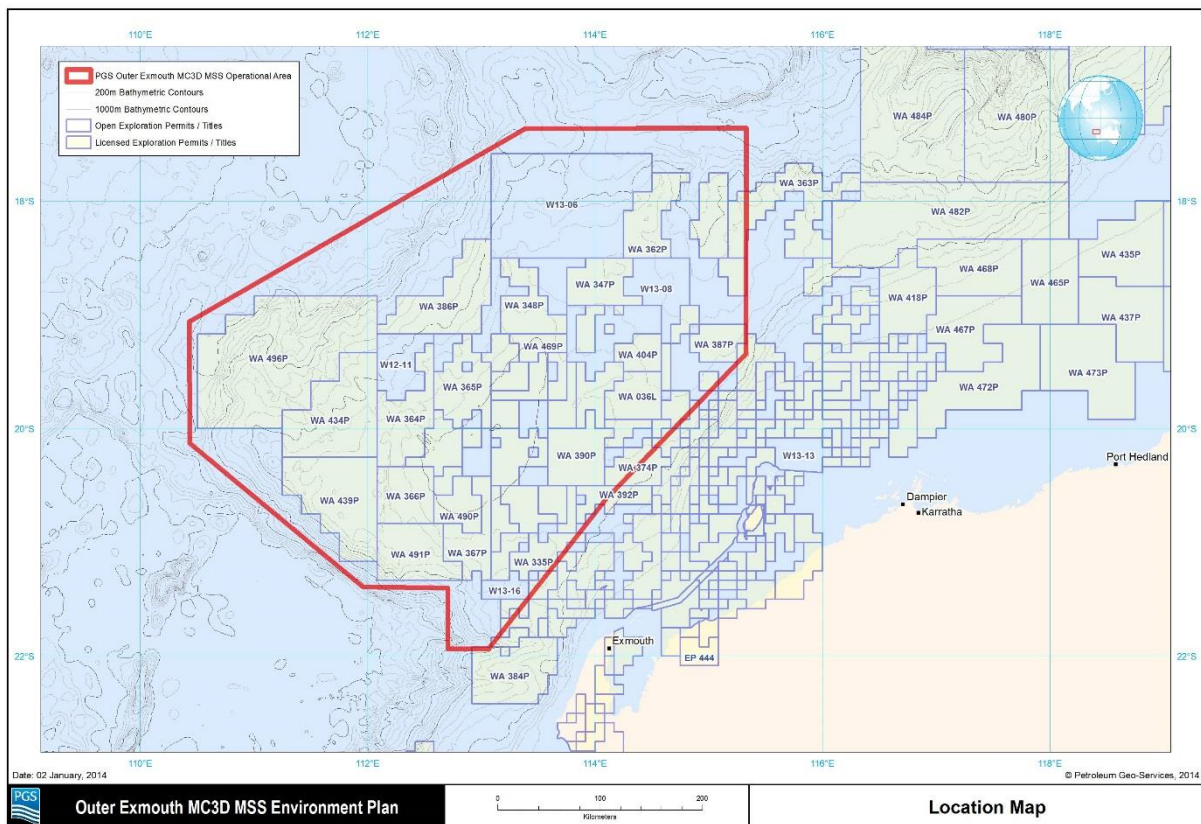 110°E 112°E 114°E 116°E 118°E
PGS Outer Exmouth MC3D MSS Operational Area
200m Bathymetric Contours
1000m Bathymetric Contours
Open Exploration Permits / Titles
Licensed Exploration Permits / Titles
WA 484P WA 480P
WA 363P
18°S 18°S
W13-06
WA 482P
WA 362P
WA 435P
WA 468P
WA 465P
WA 347P
W13-08
WA 418P
WA 386P
WA 348P
WA 437P
WA 467P
WA 469P
WA 387P
WA 404P
WA 496P
W12-11
WA 365P
WA 472P
WA 473P
WA 036L
WA 364P
WA 434P
20°S 20°S
WA 390P
W13-13
Port Hedland
WA 374P
WA 439P
WA 366P
WA 392P
Dampier
Karratha
WA 490P
WA 491P
WA 367P
WA 335P
W13-16
Exmouth
22°S 22°S
EP 444
WA 384P
110°E 112°E 114°E 116°E 118°E
Date: 02 January, 2014
© Petroleum Geo-Services, 2014
PGS
Outer Exmouth MC3D MSS Environment Plan
0 100 200
Kilometers
Location Map